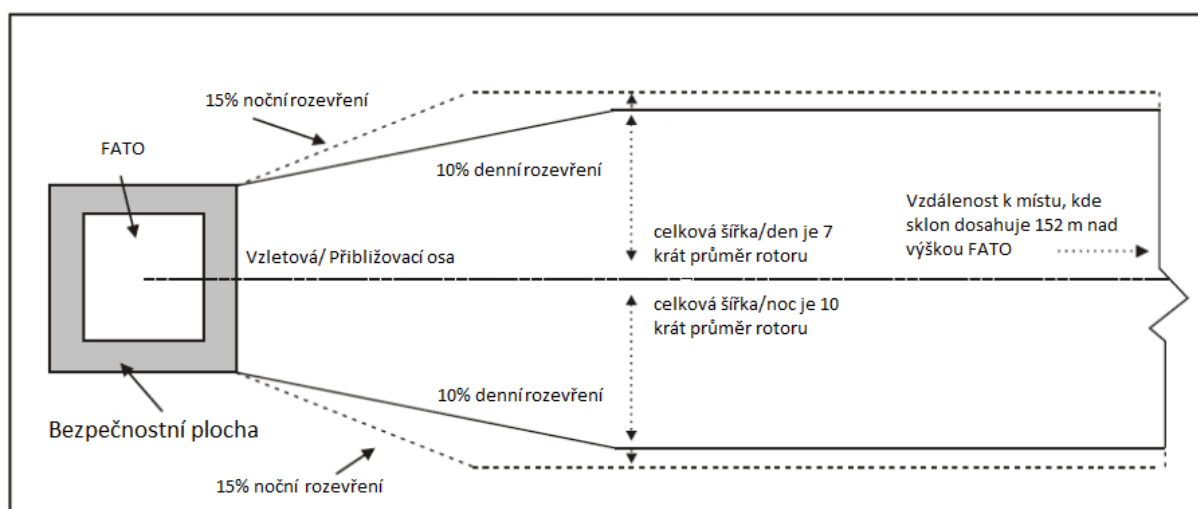 15% noční rozevření
FATO
10% denní rozevření
Vzdálenost k místu, kde
sklon dosahuje 152 m nad
výškou FATO
celková šířka/den je 7
krát průměr rotoru
Vzletová/ Přibližovací osa
celková šířka/noc je 10
krát průměr rotoru
10% denní rozevření
Bezpečnostní plocha
15% noční rozevření